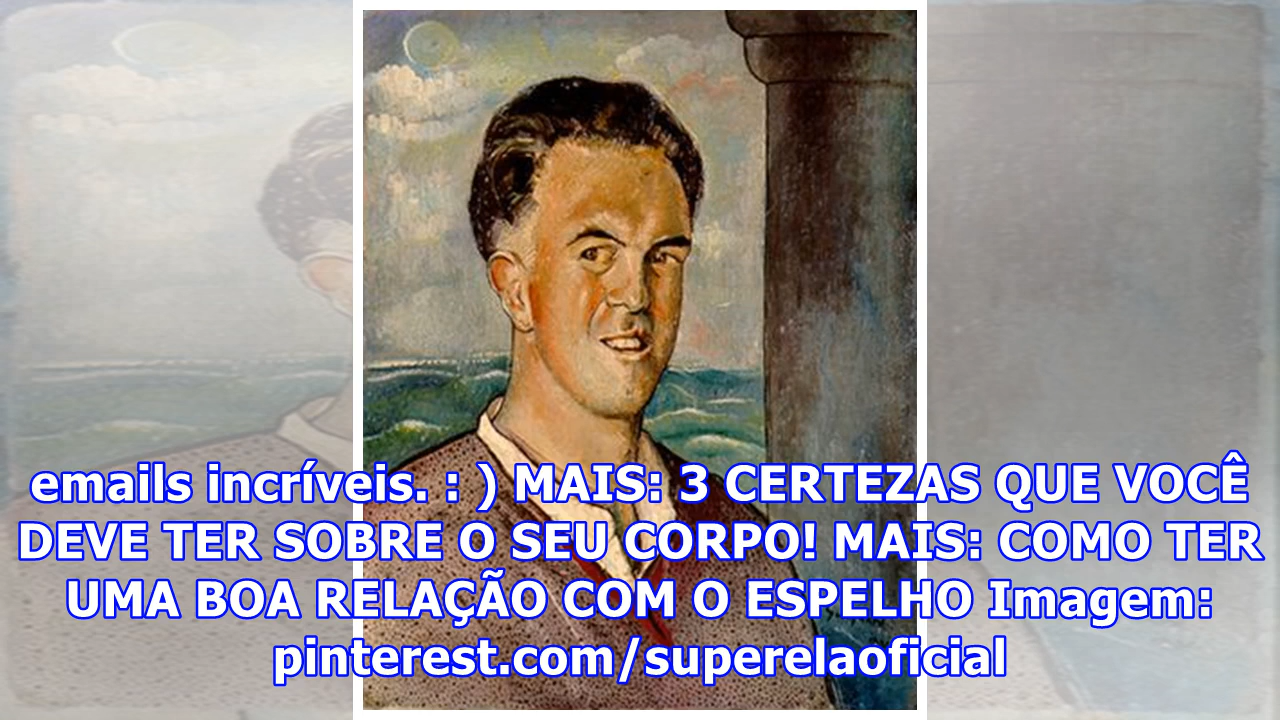 emails incríveis. : ) MAIS: 3 CERTEZAS QUE VOCÊ
DEVE TER SOBRE O SEU CORPO! MAIS: COMO TER
UMA BOA RELAÇÃO COM O ESPELHO Imagem:
pinterest.com/superelaoficial